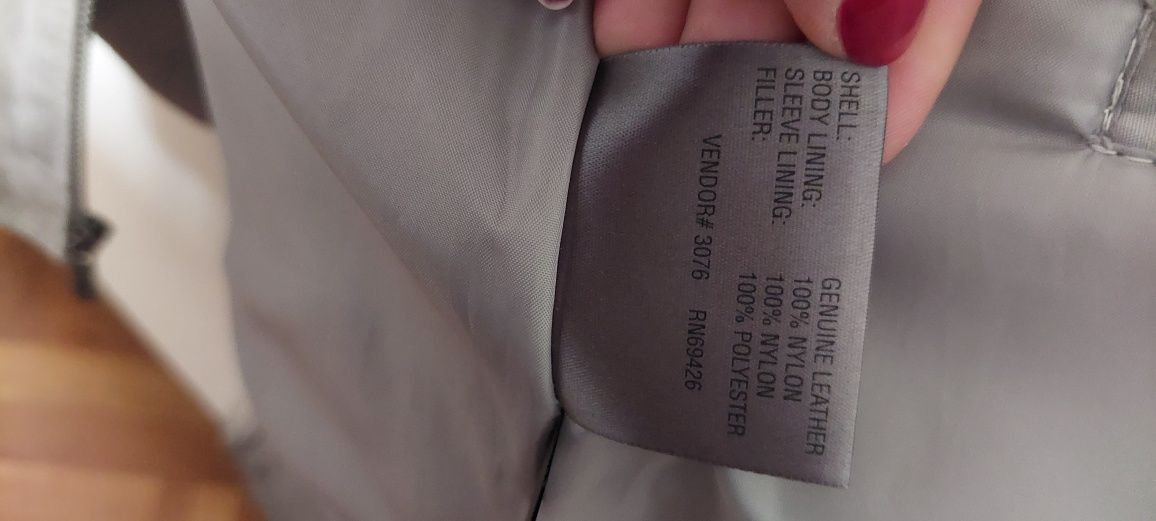 SHELL: GENUINE LEATHER
BODY LINING: 100% NYLON
SLEEVE LINING: 100% NYLON
FILLER: 100% POLYESTER
VENDOR# 3076 RN69426